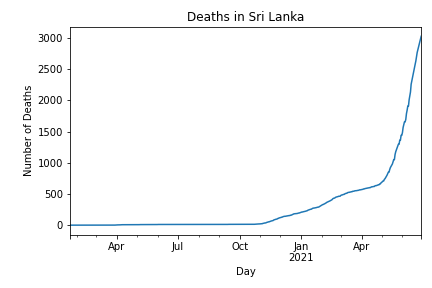 Deaths in Sri Lanka
3000
2500
2000
1500
1000
500
0
Number of Deaths
Apr
Jul
Oct
Jan
2021
Apr
Day